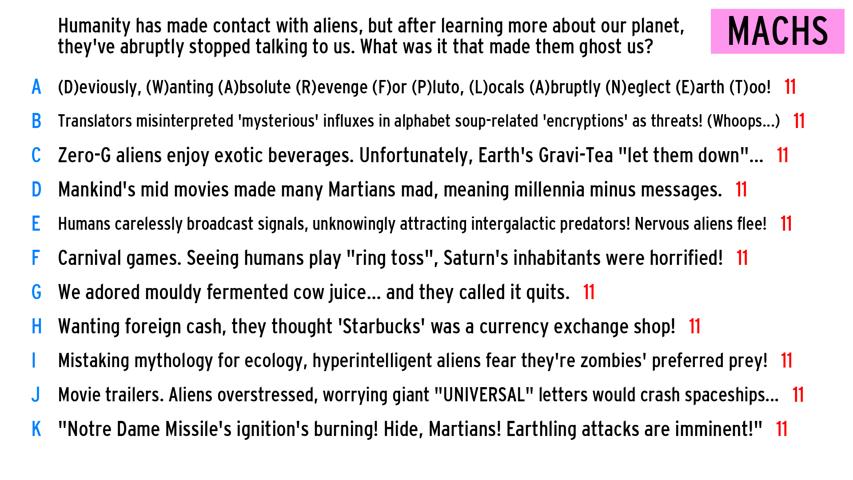 Humanity has made contact with aliens, but after learning more about our planet,
they've abruptly stopped talking to us. What was it that made them ghost us?
MACHS
A (D)eviously, (W)anting (A)bsolute (R)evenge (F)or (P)luto, (L)ocals (A)bruptly (N)eglect (E)arth (T)oo! 11
B Translators misinterpreted 'mysterious' influxes in alphabet soup-related 'encryptions' as threats! (Whoops...) 11
C Zero-G aliens enjoy exotic beverages. Unfortunately, Earth's Gravi-Tea "let them down"... 11
D Mankind's mid movies made many Martians mad, meaning millennia minus messages. 11
E Humans carelessly broadcast signals, unknowingly attracting intergalactic predators! Nervous aliens flee! 11
F Carnival games. Seeing humans play "ring toss", Saturn's inhabitants were horrified! 11
G We adored mouldy fermented cow juice... and they called it quits. 11
H Wanting foreign cash, they thought 'Starbucks' was a currency exchange shop! 11
I Mistaking mythology for ecology, hyperintelligent aliens fear they're zombies' preferred prey! 11
J Movie trailers. Aliens overstressed, worrying giant "UNIVERSAL" letters would crash spaceships... 11
K "Notre Dame Missile's ignition's burning! Hide, Martians! Earthling attacks are imminent!" 11